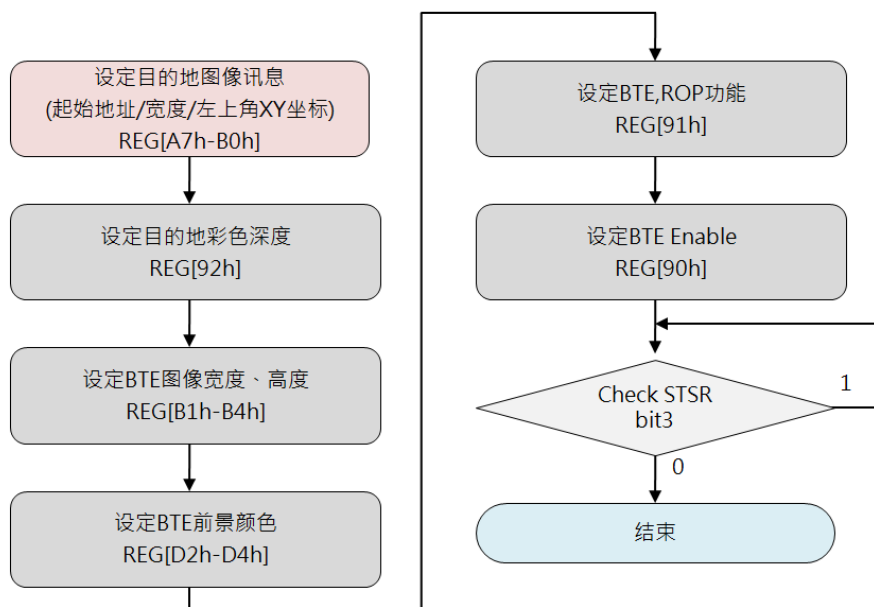 设定目的地图像讯息
(起始地址/宽度/左上角XY坐标)
REG[A7h-B0h]
设定目的地彩色深度
REG[92h]
设定BTE图像宽度、高度
REG[B1h-B4h]
设定BTE前景颜色
REG[D2h-D4h]
设定BTE,ROP功能
REG[91h]
设定BTE Enable
REG[90h]
Check STSR
bit3
1
0
结束